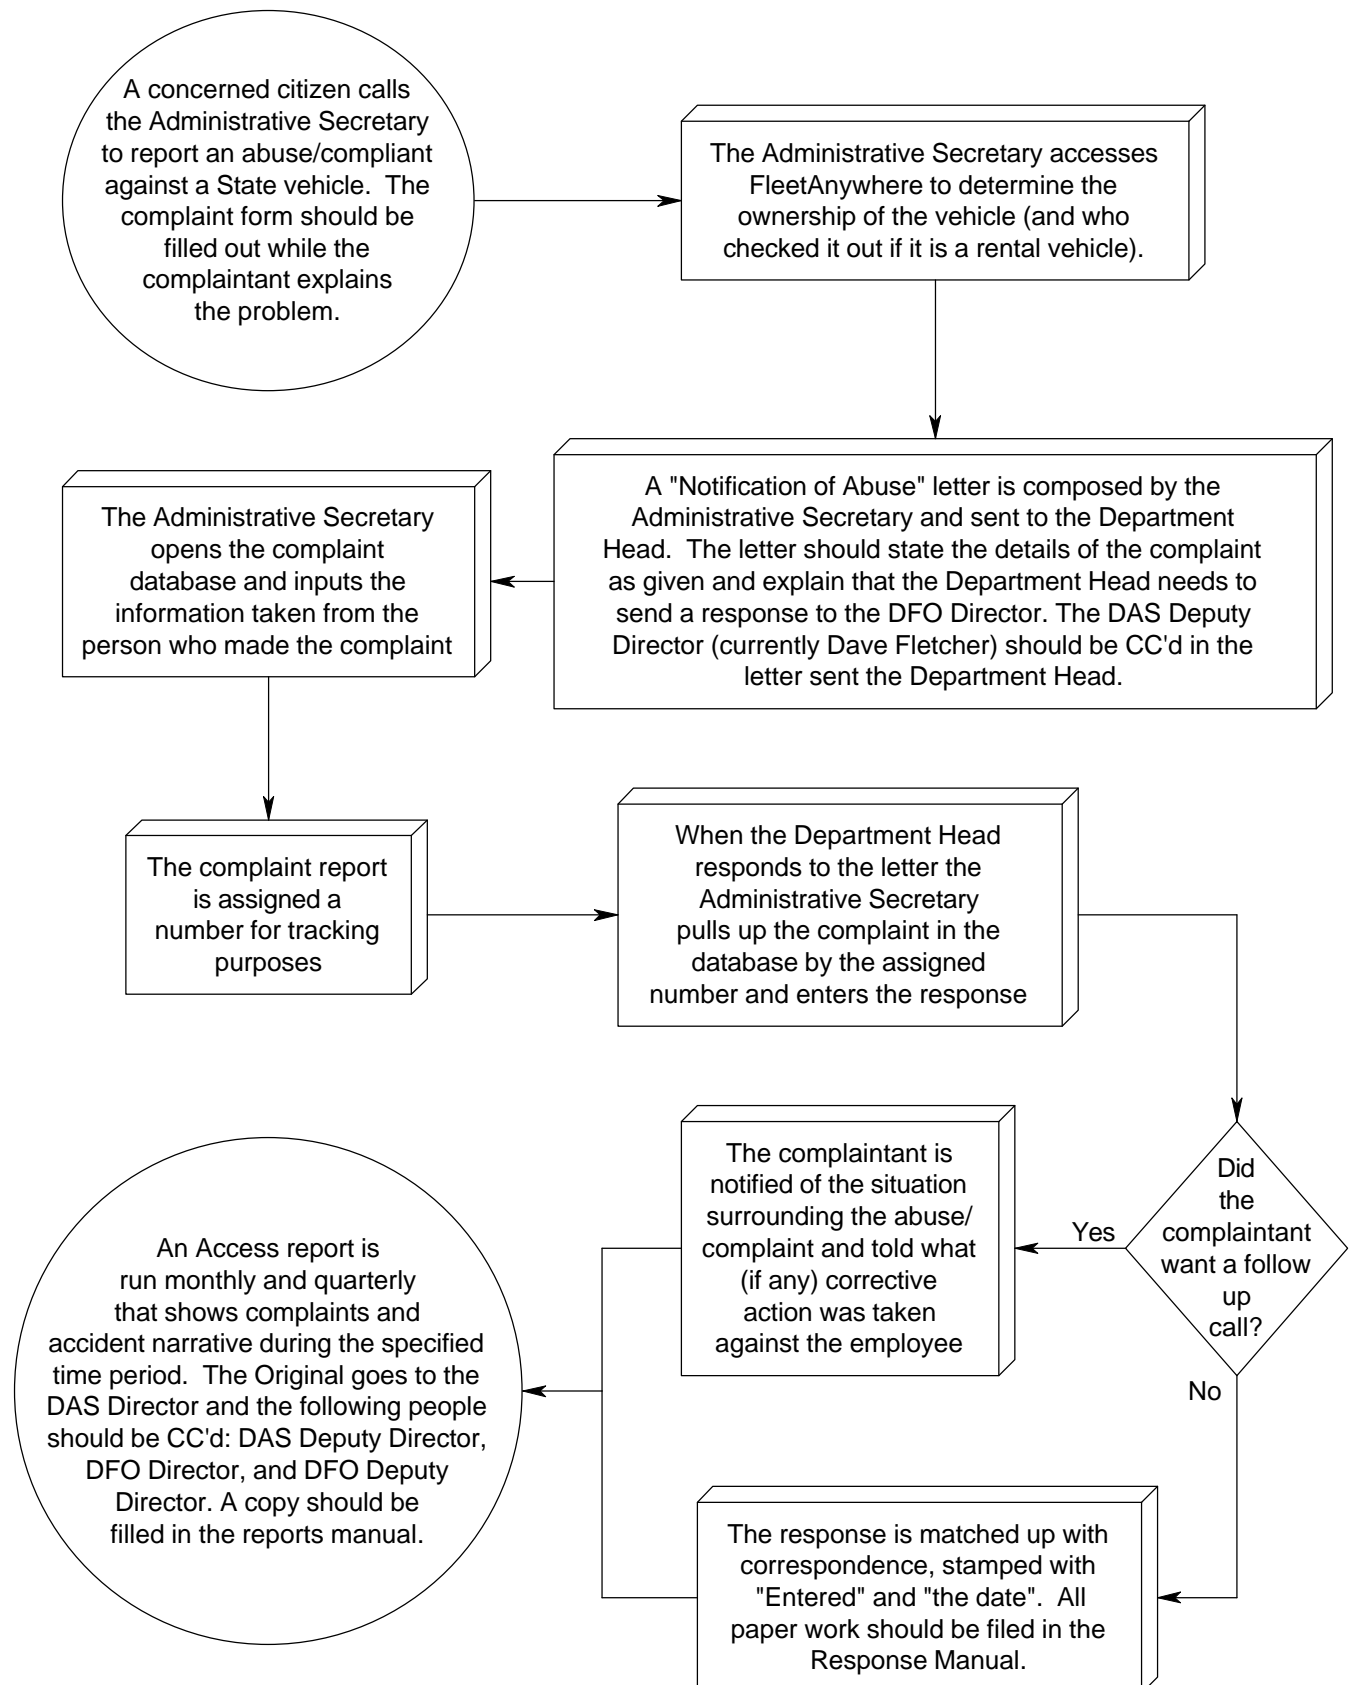 A concerned citizen calls
the Administrative Secretary
to report an abuse/compliant
against a State vehicle.  The
complaint form should be
filled out while the
complaintant explains
the problem.
The Administrative Secretary accesses
FleetAnywhere to determine the
ownership of the vehicle (and who
checked it out if it is a rental vehicle).
A "Notification of Abuse" letter is composed by the
Administrative Secretary and sent to the Department
Head.  The letter should state the details of the complaint
as given and explain that the Department Head needs to
send a response to the DFO Director. The DAS Deputy
Director (currently Dave Fletcher) should be CC'd in the
letter sent the Department Head.
The Administrative Secretary
opens the complaint
database and inputs the
information taken from the
person who made the complaint
The complaint report
is assigned a
number for tracking
purposes
When the Department Head
responds to the letter the
Administrative Secretary
pulls up the complaint in the
database by the assigned
number and enters the response
Did
the
complaintant
want a follow
up
call?
Yes
No
The complaintant is
notified of the situation
surrounding the abuse/
complaint and told what
(if any) corrective
action was taken
against the employee
The response is matched up with
correspondence, stamped with
"Entered" and "the date".  All
paper work should be filed in the
Response Manual.
An Access report is
run monthly and quarterly
that shows complaints and
accident narrative during the specified
time period.  The Original goes to the
DAS Director and the following people
should be CC'd: DAS Deputy Director,
DFO Director, and DFO Deputy
Director. A copy should be
filled in the reports manual.